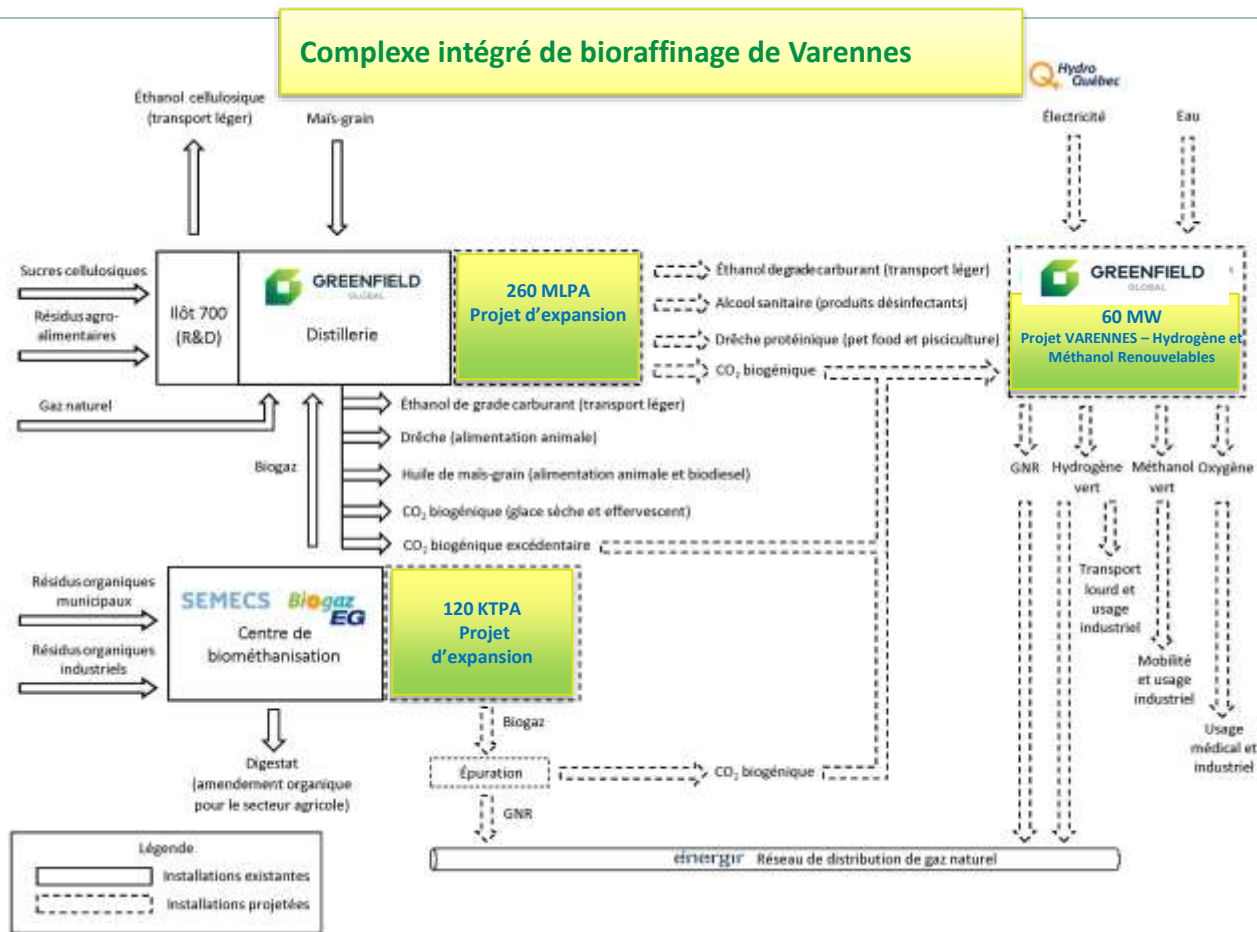 Complexe intégré de bioraffinage de Varennes
Hydro
Québec
Éthanol cellulosique
(transport léger)
Maïs-grain
Électricité
Eau
Sucres cellulosiques
Résidus agro-
alimentaires
Gaz naturel
Ilôt 700
(R&D)
GREENFIELD
GLOBAL
Distillerie
260 MLPA
Projet d’expansion
Éthanol de grade carburant (transport léger)
Alcool sanitaire (produits désinfectants)
Drêche protéinique (pet food et pisciculture)
CO₂ biogénique
GREENFIELD
GLOBAL
60 MW
Projet VARENNES – Hydrogène et
Méthanol Renouvelables
Biogaz
Éthanol de grade carburant (transport léger)
Drêche (alimentation animale)
Huile de maïs-grain (alimentation animale et biodiesel)
CO₂ biogénique (glace sèche et effervescent)
CO₂ biogénique excédentaire
GNR
Hydrogène
vert
Méthanol
vert
Oxygène
Transport
lourd et
usage
industriel
Mobilité
et usage
industriel
Usage
médical et
industriel
Résidus organiques
municipaux
Résidus organiques
industriels
SEMECS
Biogaz
EG
Centre de
biométhanisation
120 KTPA
Projet
d’expansion
Digestat
(amendement organique
pour le secteur agricole)
Biogaz
Épuration
CO₂ biogénique
GNR
énergir
Réseau de distribution de gaz naturel
Légende
Installations existantes
Installations projetées